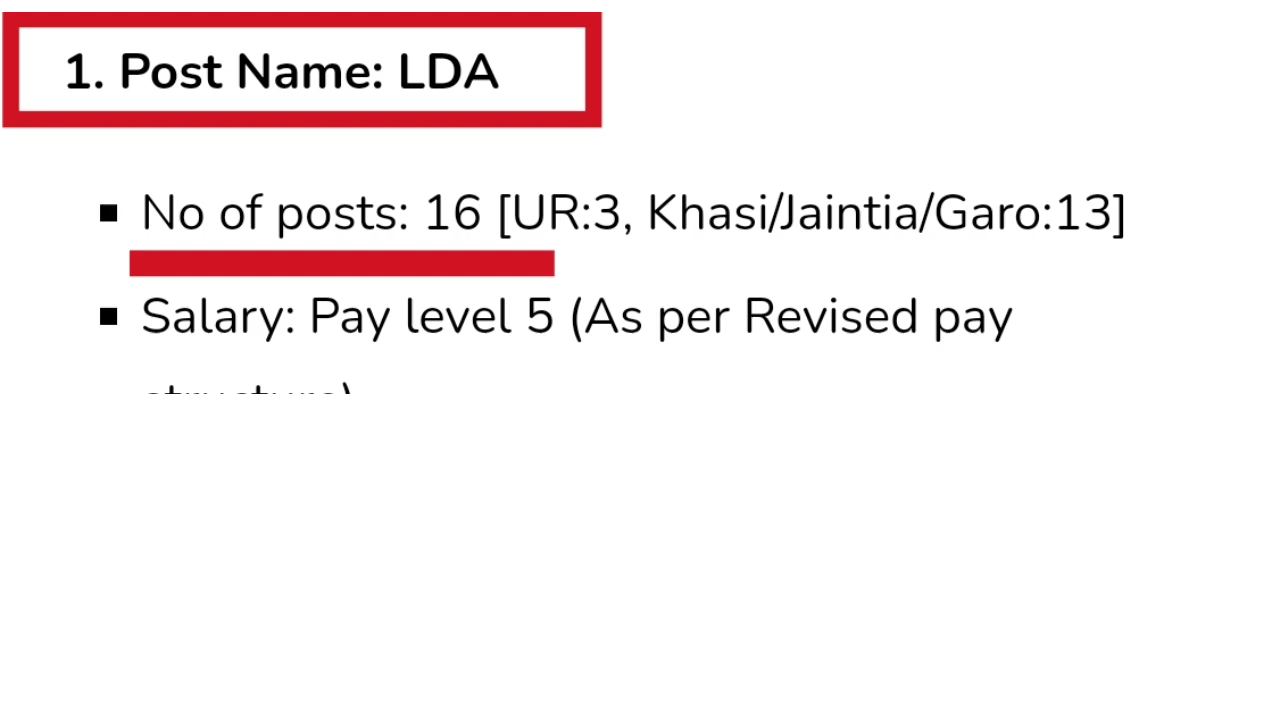 1. Post Name: LDA
No of posts: 16 [UR:3, Khasi/Jaintia/Garo:13]
Salary: Pay level 5 (As per Revised pay
structure)